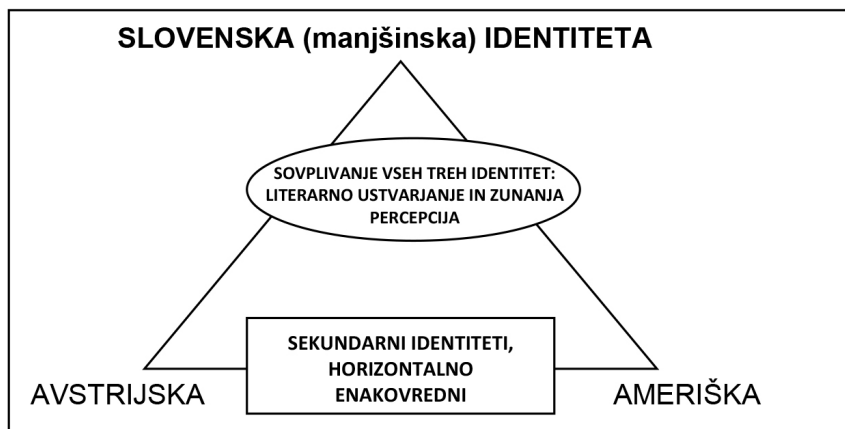 SLOVENSKA (manjšinska) IDENTITETA
SOVPLIVANJE VSEH TREH IDENTITET:
LITERARNO USTVARJANJE IN ZUNANJA
PERCEPCIJA
SEKUNDARNI IDENTITETI,
HORIZONTALNO
ENAKOVREDNI
AVSTRIJSKA
AMERIŠKA